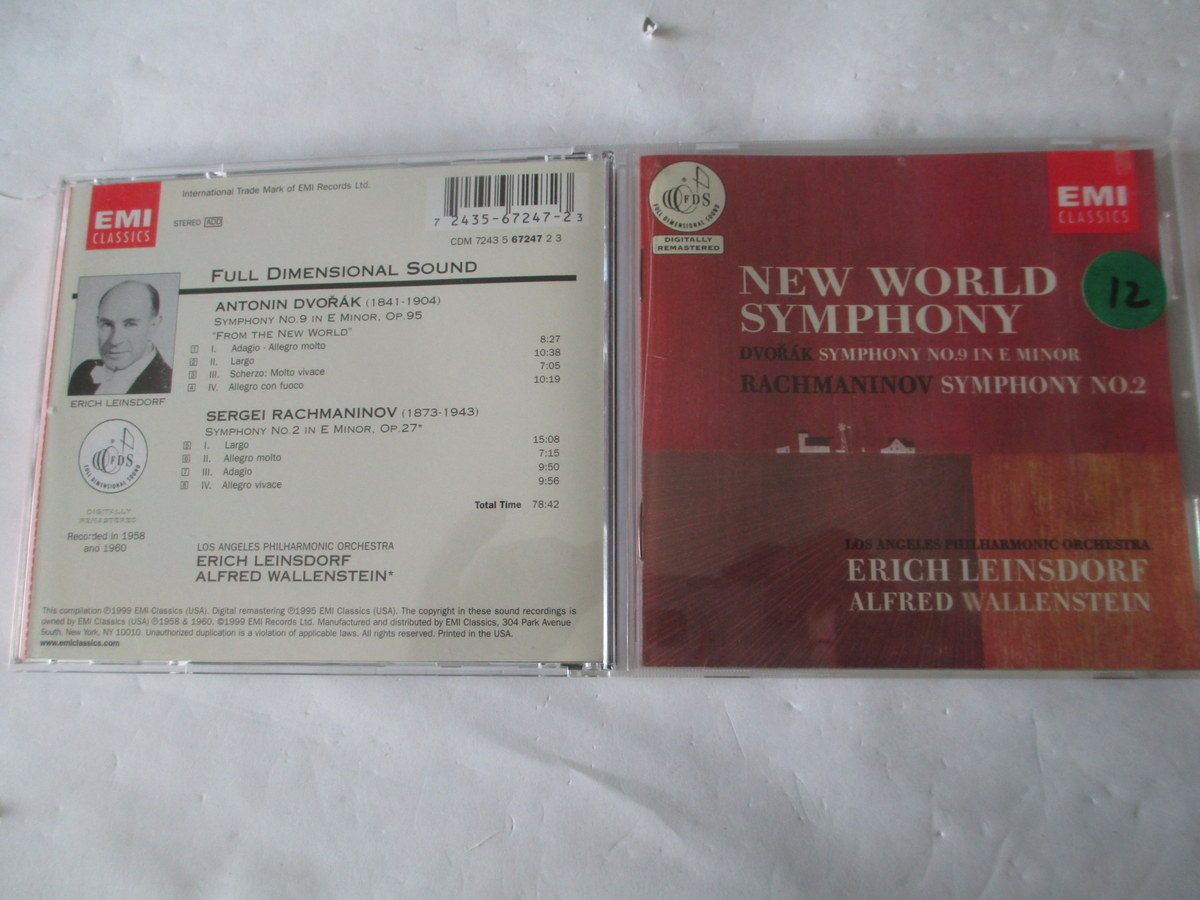 EMI
CLASSICS
International Trade Mark of EMI Records Ltd.
STEREO ADD
7 2435-67247-2 3
CDM 7243 5 67247 2 3
FULL DIMENSIONAL SOUND
ERICH LEINSDORF
FDS
FULL DIMENSIONAL SOUND
DIGITALLY
REMASTERED
Recorded in 1958
and 1960
ANTONIN DVOŘÁK (1841-1904)
SYMPHONY NO.9 IN E MINOR, OP.95
"FROM THE NEW WORLD"
1 I. Adagio - Allegro molto 8:27
2 II. Largo 10:38
3 III. Scherzo: Molto vivace 7:05
4 IV. Allegro con fuoco 10:19
SERGEI RACHMANINOV (1873-1943)
SYMPHONY NO.2 IN E MINOR, OP.27*
5 I. Largo 15:08
6 II. Allegro molto 7:15
7 III. Adagio 9:50
8 IV. Allegro vivace 9:56
Total Time 78:42
LOS ANGELES PHILHARMONIC ORCHESTRA
ERICH LEINSDORF
ALFRED WALLENSTEIN*
This compilation ℗1999 EMI Classics (USA). Digital remastering ℗1995 EMI Classics (USA). The copyright in these sound recordings is
owned by EMI Classics (USA) ℗1958 & 1960. ©1999 EMI Records Ltd. Manufactured and distributed by EMI Classics, 304 Park Avenue
South, New York, NY 10010. Unauthorized duplication is a violation of applicable laws. All rights reserved. Printed in the USA.
www.emiclassics.com
FDS
FULL DIMENSIONAL SOUND
DIGITALLY
REMASTERED
EMI
CLASSICS
NEW WORLD
SYMPHONY
12
DVOŘÁK SYMPHONY NO.9 IN E MINOR
RACHMANINOV SYMPHONY NO.2
LOS ANGELES PHILHARMONIC ORCHESTRA
ERICH LEINSDORF
ALFRED WALLENSTEIN